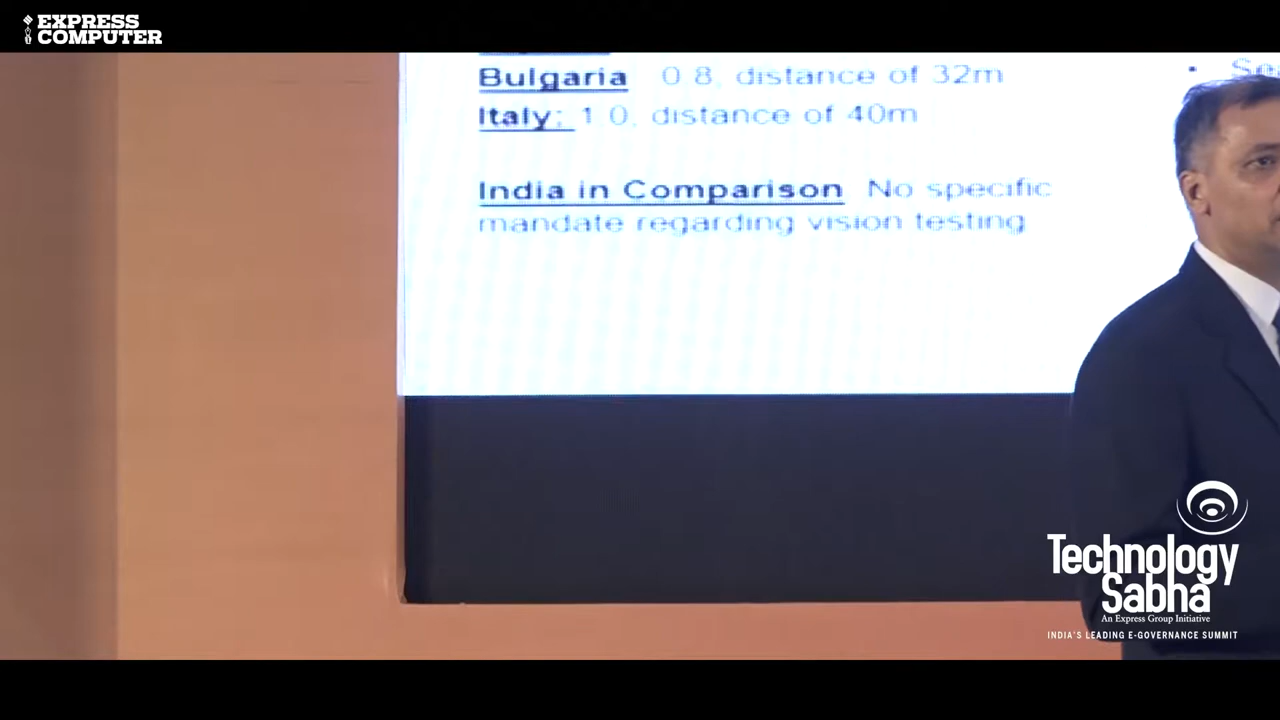 EXPRESS
COMPUTER
Bulgaria 0.8, distance of 32m
Italy: 1.0, distance of 40m
India in Comparison No specific
mandate regarding vision testing
Technology
Sabha
An Express Group Initiative
INDIA'S LEADING E-GOVERNANCE SUMMIT